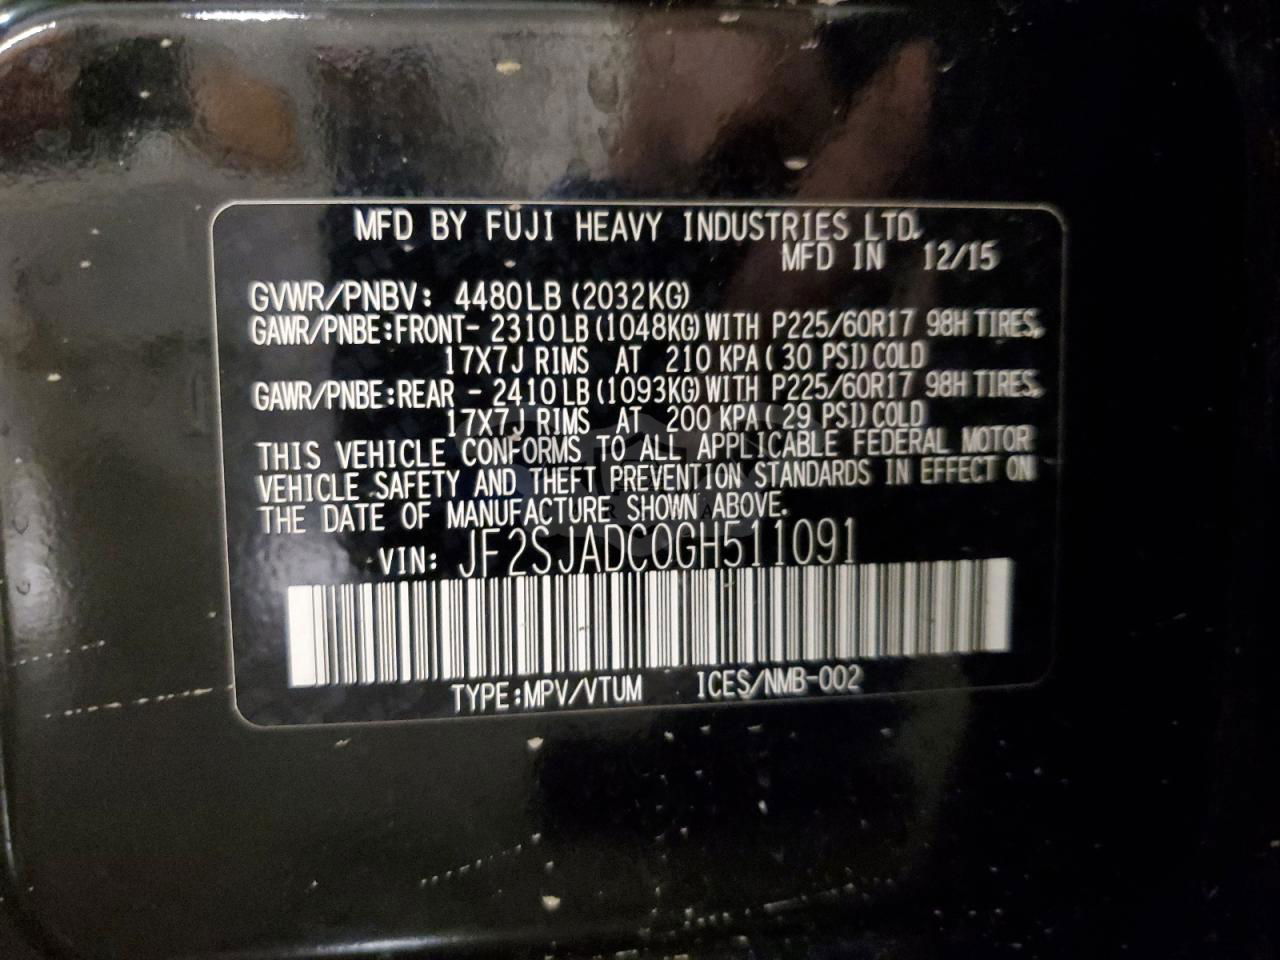 MFD BY FUJI HEAVY INDUSTRIES LTD.
MFD IN 12/15
GVWR/PNBV: 4480LB(2032KG)
GAWR/PNBE:FRONT- 2310LB(1048KG)WITH P225/60R17 98H TIRES,
17X7J RIMS AT 210 KPA( 30 PSI)COLD
GAWR/PNBE:REAR - 2410LB(1093KG)WITH P225/60R17 98H TIRES,
17X7J RIMS AT 200 KPA( 29 PSI)COLD
THIS VEHICLE CONFORMS TO ALL APPLICABLE FEDERAL MOTOR
VEHICLE SAFETY AND THEFT PREVENTION STANDARDS IN EFFECT ON
THE DATE OF MANUFACTURE SHOWN ABOVE.
VIN: JF2SJADC0GH511091
TYPE:MPV/VTUM ICES/NMB-002